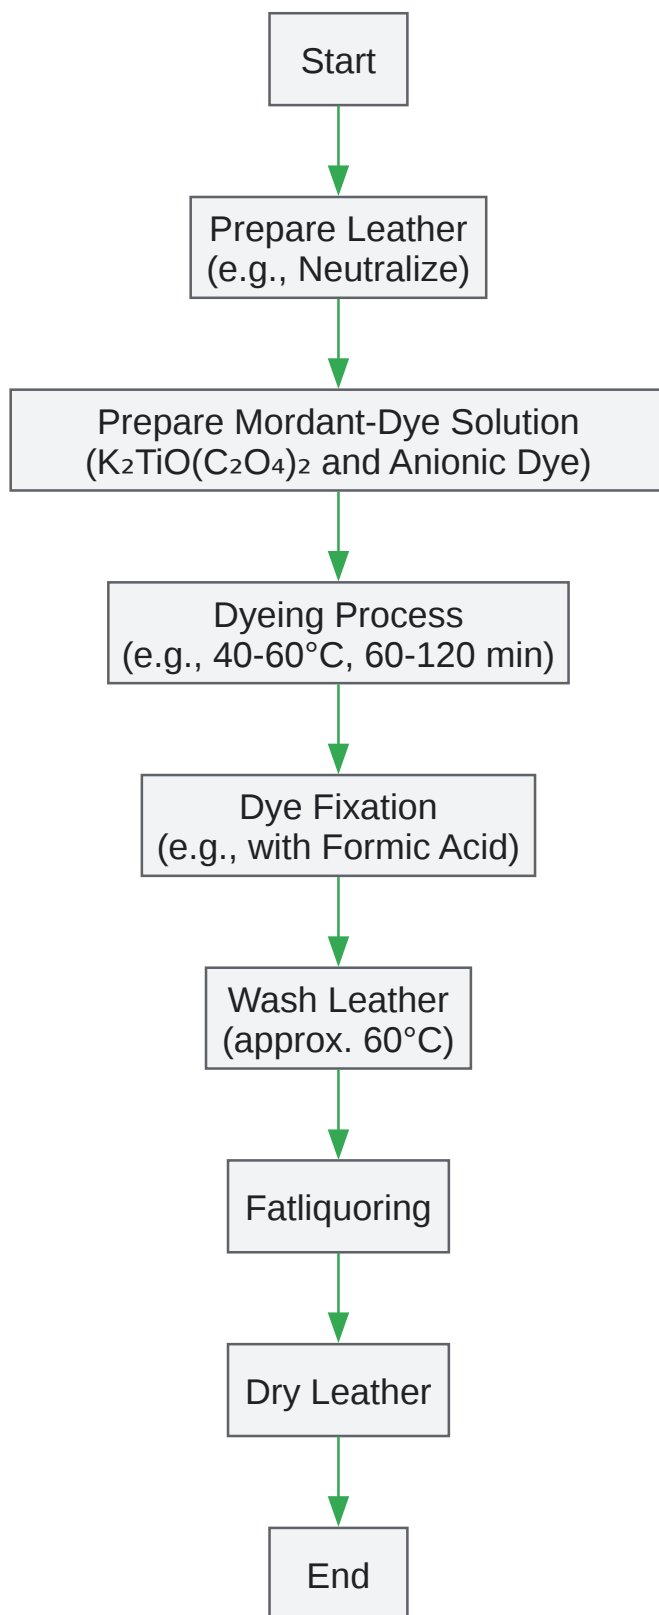 Start
Prepare Leather
(e.g., Neutralize)
Prepare Mordant-Dye Solution
(K₂TiO(C₂O₄)₂ and Anionic Dye)
Dyeing Process
(e.g., 40-60°C, 60-120 min)
Dye Fixation
(e.g., with Formic Acid)
Wash Leather
(approx. 60°C)
Fatliquoring
Dry Leather
End